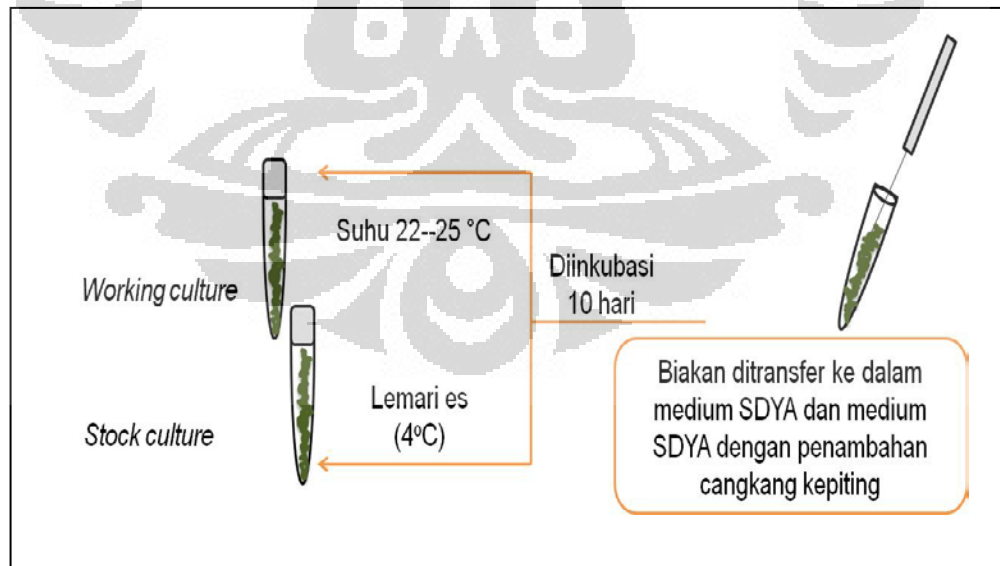 Suhu 22--25 °C
Working culture
Diinkubasi
10 hari
Lemari es
(4ºC)
Stock culture
Biakan ditransfer ke dalam
medium SDYA dan medium
SDYA dengan penambahan
cangkang kepiting